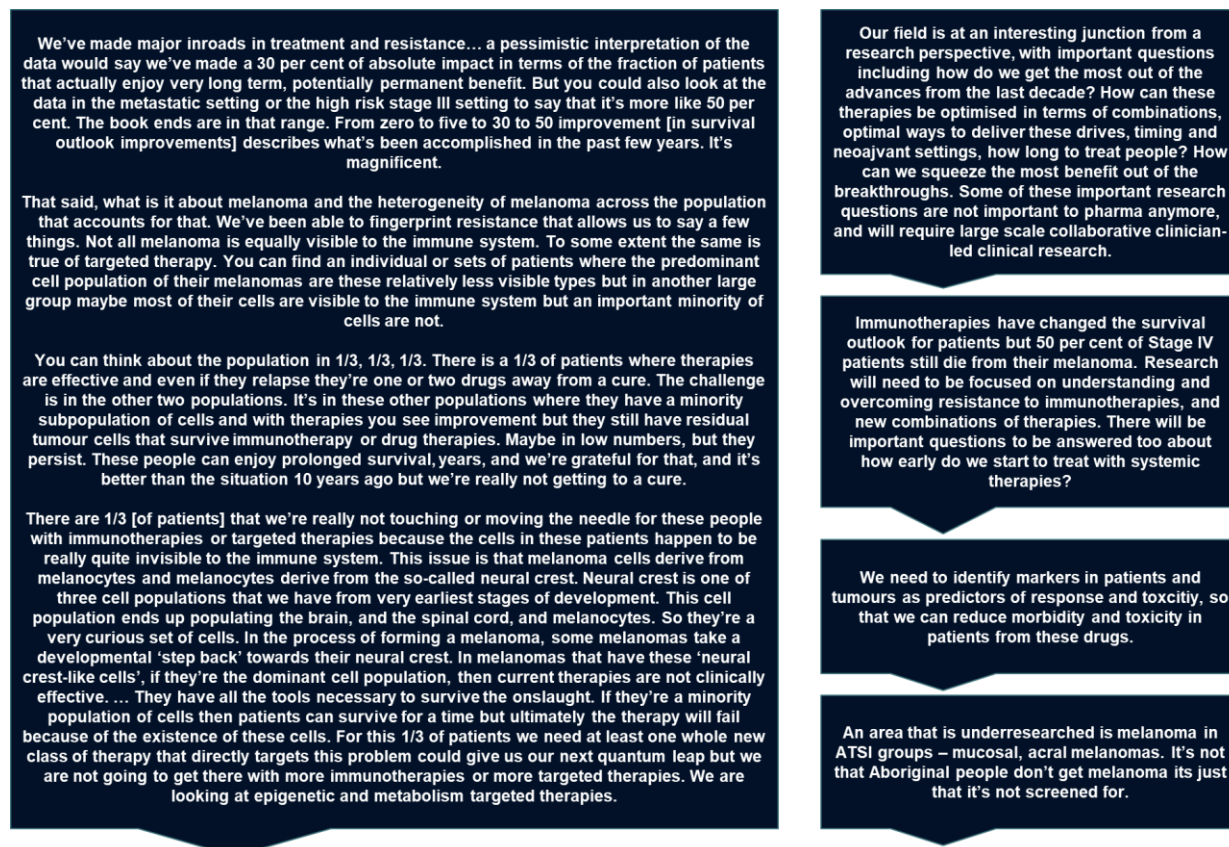 We've made major inroads in treatment and resistance… a pessimistic interpretation of the
data would say we've made a 30 per cent of absolute impact in terms of the fraction of patients
that actually enjoy very long term, potentially permanent benefit. But you could also look at the
data in the metastatic setting or the high risk stage III setting to say that it's more like 50 per
cent. The book ends are in that range. From zero to five to 30 to 50 improvement [in survival
outlook improvements] describes what's been accomplished in the past few years. It's
magnificent.
That said, what is it about melanoma and the heterogeneity of melanoma across the population
that accounts for that. We've been able to fingerprint resistance that allows us to say a few
things. Not all melanoma is equally visible to the immune system. To some extent the same is
true of targeted therapy. You can find an individual or sets of patients where the predominant
cell population of their melanomas are these relatively less visible types but in another large
group maybe most of their cells are visible to the immune system but an important minority of
cells are not.
You can think about the population in 1/3, 1/3, 1/3. There is a 1/3 of patients where therapies
are effective and even if they relapse they're one or two drugs away from a cure. The challenge
is in the other two populations. It's in these other populations where they have a minority
subpopulation of cells and with therapies you see improvement but they still have residual
tumour cells that survive immunotherapy or drug therapies. Maybe in low numbers, but they
persist. These people can enjoy prolonged survival, years, and we're grateful for that, and it's
better than the situation 10 years ago but we're really not getting to a cure.
There are 1/3 [of patients] that we're really not touching or moving the needle for these people
with immunotherapies or targeted therapies because the cells in these patients happen to be
really quite invisible to the immune system. This issue is that melanoma cells derive from
melanocytes and melanocytes derive from the so-called neural crest. Neural crest is one of
three cell populations that we have from very earliest stages of development. This cell
population ends up populating the brain, and the spinal cord, and melanocytes. So they're a
very curious set of cells. In the process of forming a melanoma, some melanomas take a
developmental 'step back' towards their neural crest. In melanomas that have these 'neural
crest-like cells', if they're the dominant cell population, then current therapies are not clinically
effective. … They have all the tools necessary to survive the onslaught. If they're a minority
population of cells then patients can survive for a time but ultimately the therapy will fail
because of the existence of these cells. For this 1/3 of patients we need at least one whole new
class of therapy that directly targets this problem could give us our next quantum leap but we
are not going to get there with more immunotherapies or more targeted therapies. We are
looking at epigenetic and metabolism targeted therapies.
Our field is at an interesting junction from a
research perspective, with important questions
including how do we get the most out of the
advances from the last decade? How can these
therapies be optimised in terms of combinations,
optimal ways to deliver these drives, timing and
neoajvant settings, how long to treat people? How
can we squeeze the most benefit out of the
breakthroughs. Some of these important research
questions are not important to pharma anymore,
and will require large scale collaborative clinician-
led clinical research.
Immunotherapies have changed the survival
outlook for patients but 50 per cent of Stage IV
patients still die from their melanoma. Research
will need to be focused on understanding and
overcoming resistance to immunotherapies, and
new combinations of therapies. There will be
important questions to be answered too about
how early do we start to treat with systemic
therapies?
We need to identify markers in patients and
tumours as predictors of response and toxcitiy, so
that we can reduce morbidity and toxicity in
patients from these drugs.
An area that is underresearched is melanoma in
ATSI groups – mucosal, acral melanomas. It's not
that Aboriginal people don't get melanoma its just
that it's not screened for.